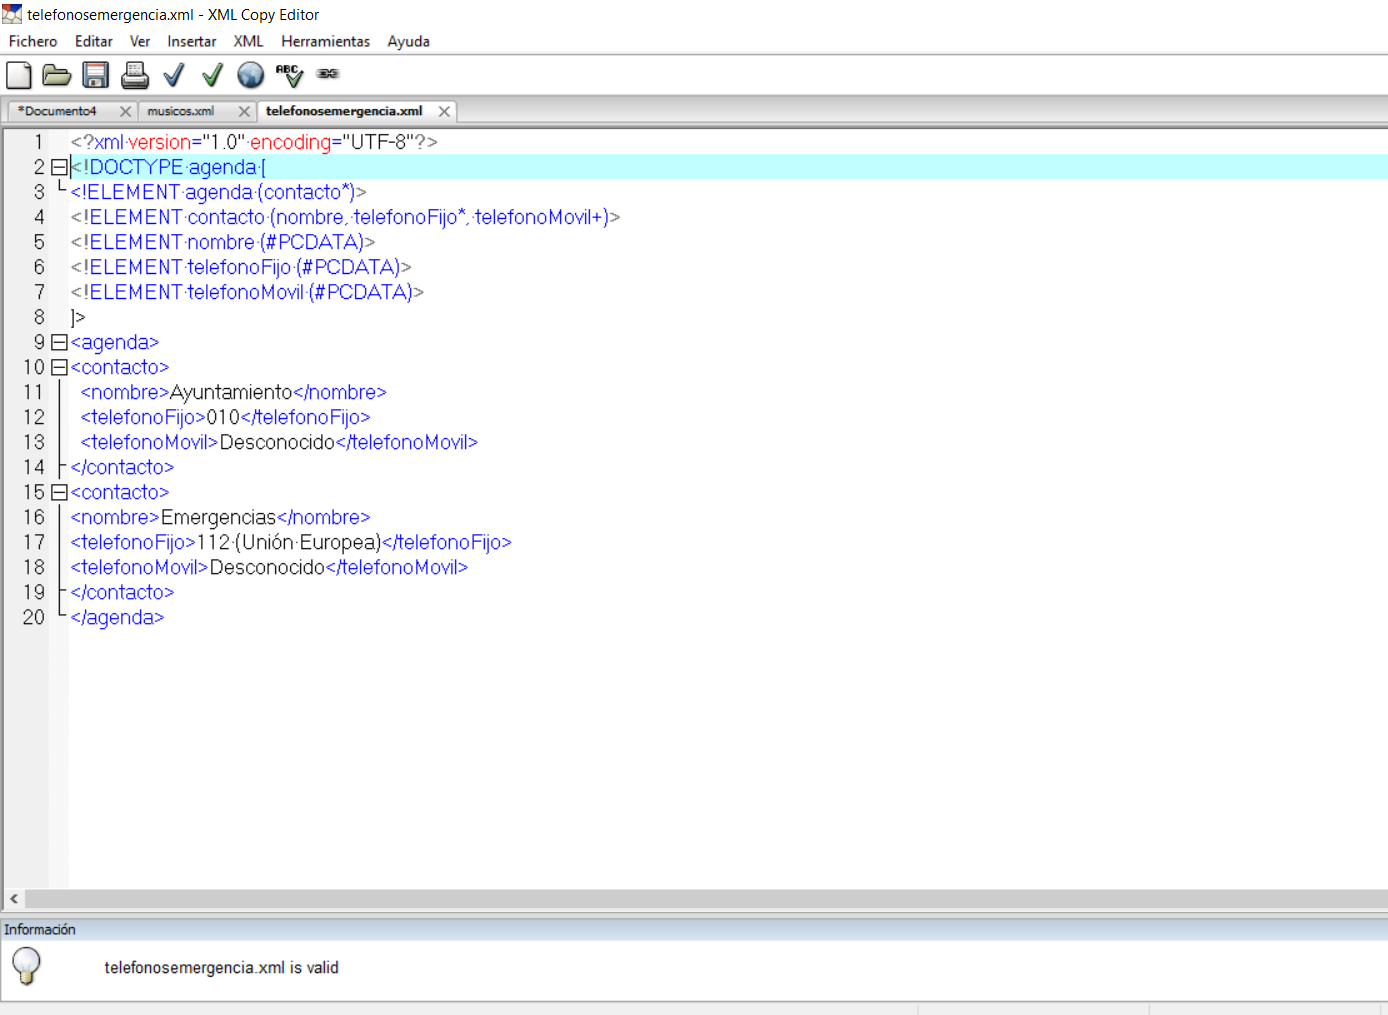 telefonosemergencia.xml - XML Copy Editor
Fichero Editar Ver Insertar XML Herramientas Ayuda
ABC
*Documento4 musicos.xml telefonosemergencia.xml
1 <?xml version="1.0" encoding="UTF-8"?>
2 <!DOCTYPE agenda [
3 <!ELEMENT agenda (contacto*)>
4 <!ELEMENT contacto (nombre, telefonoFijo*, telefonoMovil+)>
5 <!ELEMENT nombre (#PCDATA)>
6 <!ELEMENT telefonoFijo (#PCDATA)>
7 <!ELEMENT telefonoMovil (#PCDATA)>
8 ]>
9 <agenda>
10 <contacto>
11 <nombre>Ayuntamiento</nombre>
12 <telefonoFijo>010</telefonoFijo>
13 <telefonoMovil>Desconocido</telefonoMovil>
14 </contacto>
15 <contacto>
16 <nombre>Emergencias</nombre>
17 <telefonoFijo>112 (Unión Europea)</telefonoFijo>
18 <telefonoMovil>Desconocido</telefonoMovil>
19 </contacto>
20 </agenda>
Información
telefonosemergencia.xml is valid